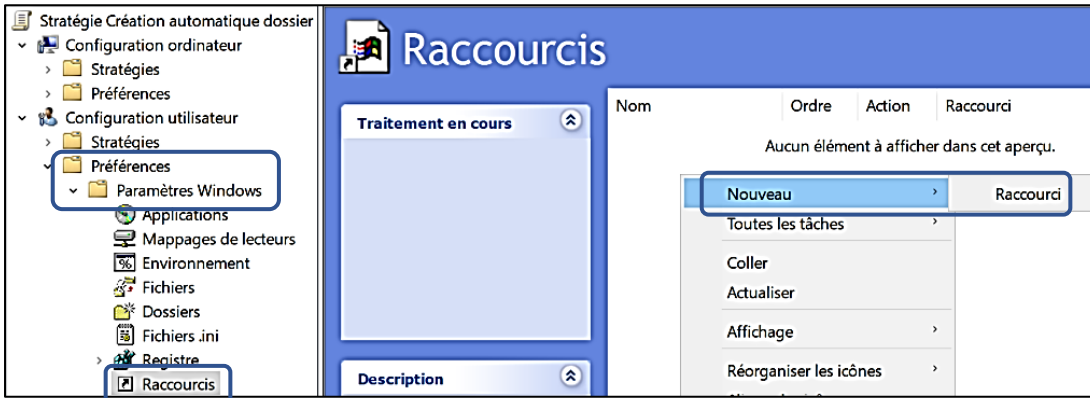 Stratégie Création automatique dossier
Configuration ordinateur
Stratégies
Préférences
Configuration utilisateur
Stratégies
Préférences
Paramètres Windows
Applications
Mappages de lecteurs
Environnement
Fichiers
Dossiers
Fichiers .ini
Registre
Raccourcis
Raccourcis
Traitement en cours
Description
Nom Ordre Action Raccourci
Aucun élément à afficher dans cet aperçu.
Nouveau
Raccourci
Toutes les tâches
Coller
Actualiser
Affichage
Réorganiser les icônes